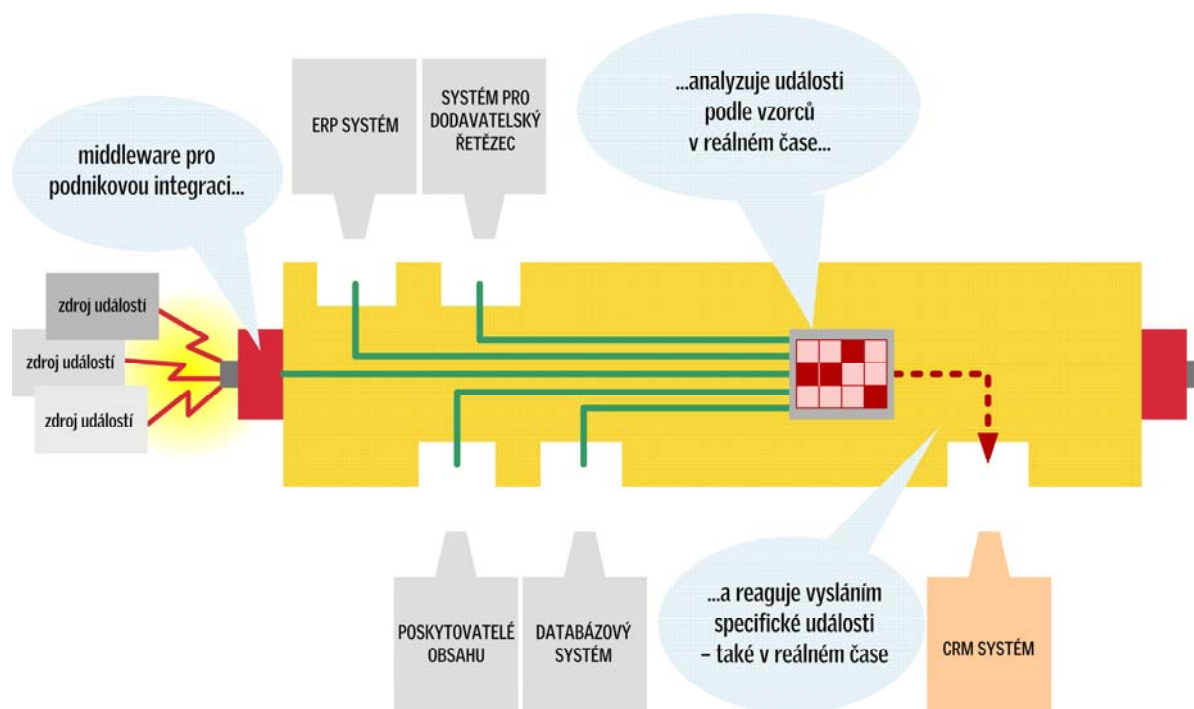 ERP SYSTÉM
SYSTÉM PRO
DODAVATELSKÝ
ŘETĚZEC
...analyzuje události
podle vzorců
v reálném čase...
middleware pro
podnikovou integraci...
zdroj událostí
zdroj událostí
zdroj událostí
POSKYTOVATELÉ
OBSAHU
DATABÁZOVÝ
SYSTÉM
...a reaguje vysláním
specifické události
– také v reálném čase
CRM SYSTÉM